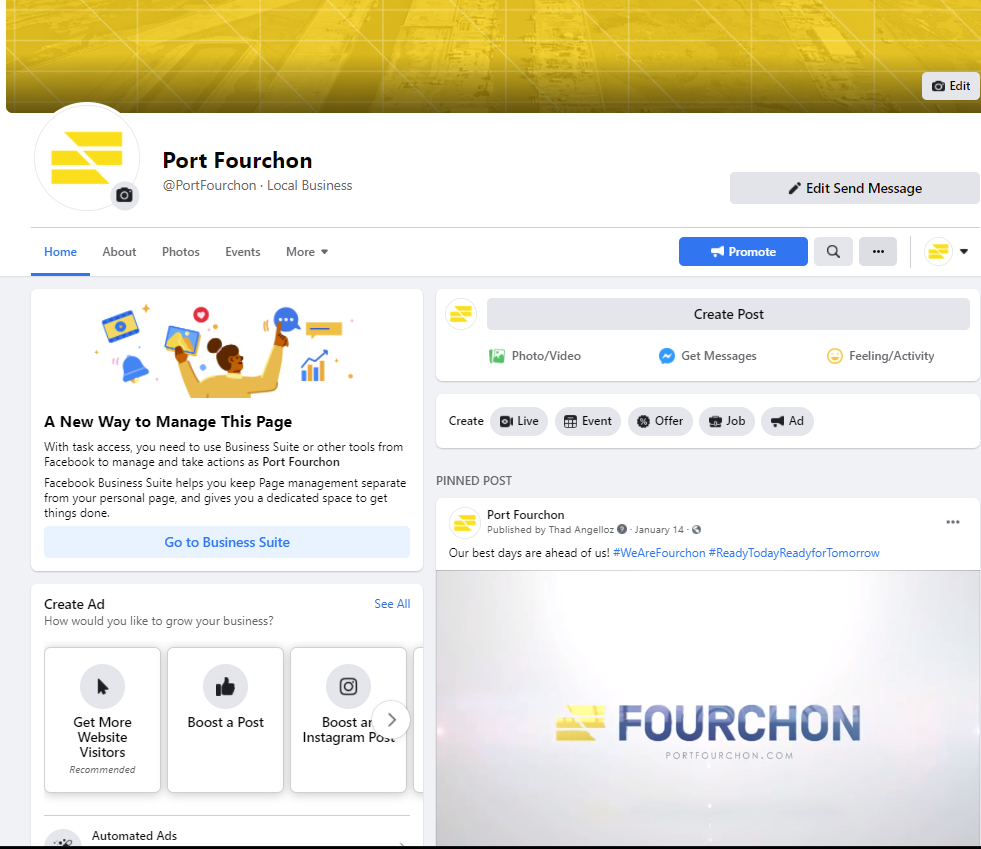 Edit
Port Fourchon
@PortFourchon · Local Business
Edit Send Message
Home
About
Photos
Events
More
Promote
A New Way to Manage This Page
With task access, you need to use Business Suite or other tools from
Facebook to manage and take actions as Port Fourchon
Facebook Business Suite helps you keep Page management separate
from your personal page, and gives you a dedicated space to get
things done.
Go to Business Suite
Create Ad
See All
How would you like to grow your business?
Get More
Website
Visitors
Recommended
Boost a Post
Boost an
Instagram Post
Automated Ads
Create Post
Photo/Video
Get Messages
Feeling/Activity
Create
Live
Event
Offer
Job
Ad
PINNED POST
Port Fourchon
Published by Thad Angelloz · January 14 ·
Our best days are ahead of us! #WeAreFourchon #ReadyTodayReadyforTomorrow
FOURCHON
PORTFOURCHON.COM